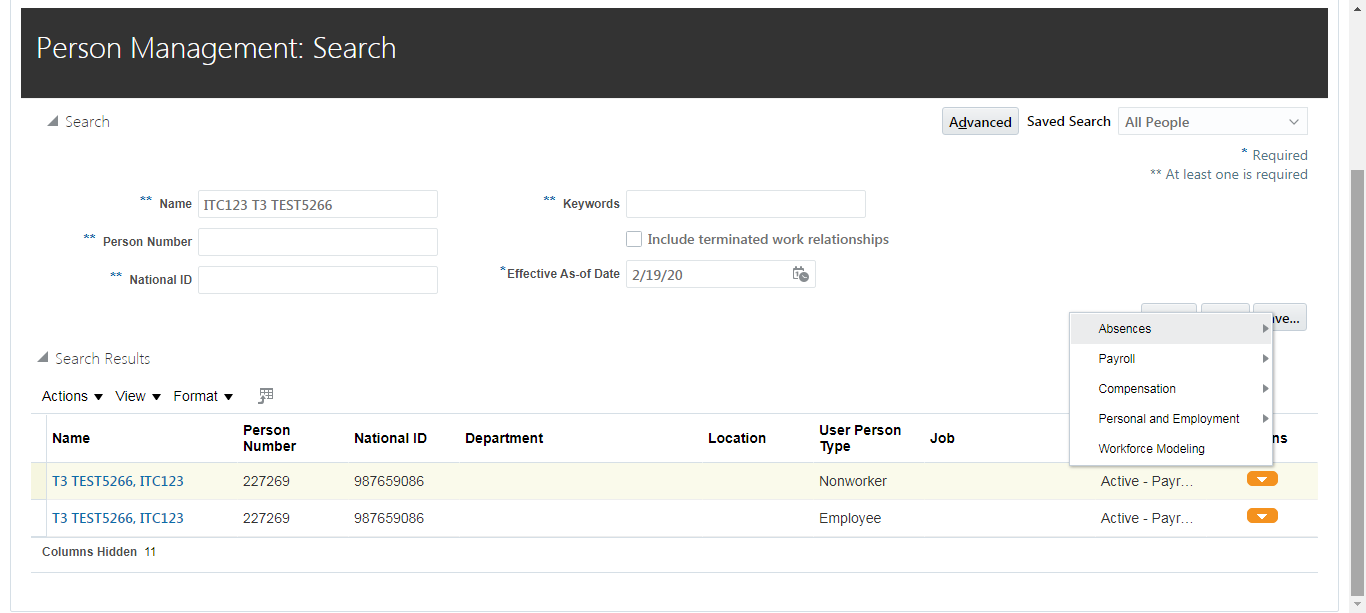 Person Management: Search
Search
Advanced Saved Search All People
* Required
** At least one is required
** Name ITC123 T3 TEST5266
** Keywords
** Person Number
Include terminated work relationships
** National ID
*Effective As-of Date 2/19/20
Absences
Payroll
Compensation
Personal and Employment
Workforce Modeling
Search Results
Actions View Format
Name Person Number National ID Department Location User Person Type Job
T3 TEST5266, ITC123 227269 987659086 Nonworker Active - Payr...
T3 TEST5266, ITC123 227269 987659086 Employee Active - Payr...
Columns Hidden 11